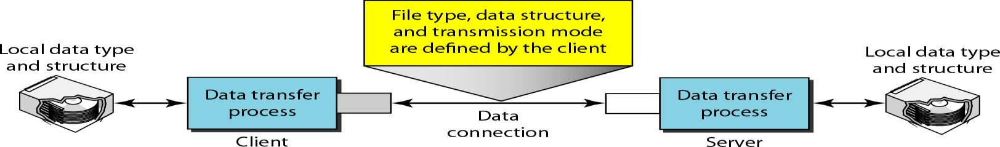 File type, data structure,
and transmission mode
are defined by the client
Local data type
and structure
Local data type
and structure
Data transfer
process
Data transfer
process
Data
connection
Client
Server